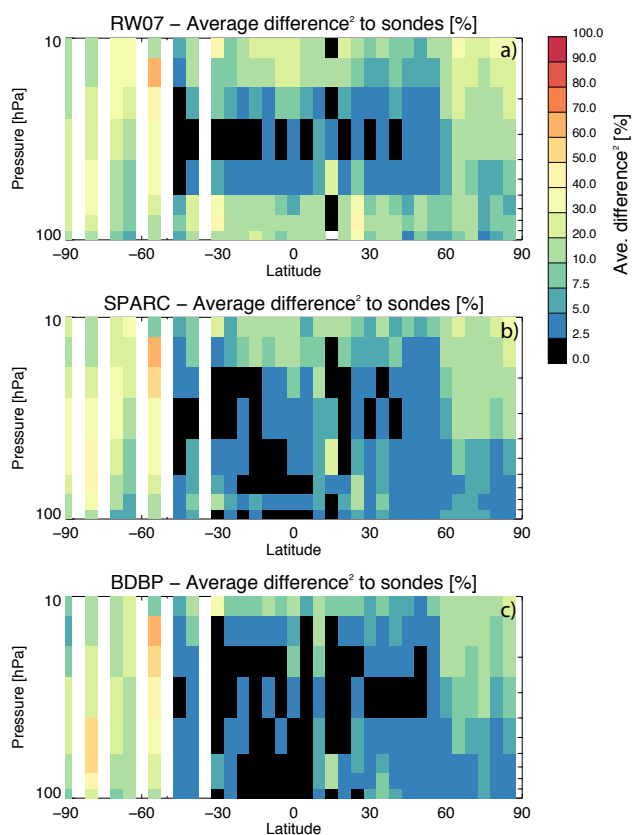 RW07 – Average difference² to sondes [%]
10
a)
Pressure [hPa]
100
−90 −60 −30 0 30 60 90
Latitude
100.0
90.0
80.0
70.0
60.0
50.0
40.0
30.0
20.0
10.0
7.5
5.0
2.5
0.0
Ave. difference² [%]
SPARC – Average difference² to sondes [%]
10
b)
Pressure [hPa]
100
−90 −60 −30 0 30 60 90
Latitude
BDBP – Average difference² to sondes [%]
10
c)
Pressure [hPa]
100
−90 −60 −30 0 30 60 90
Latitude